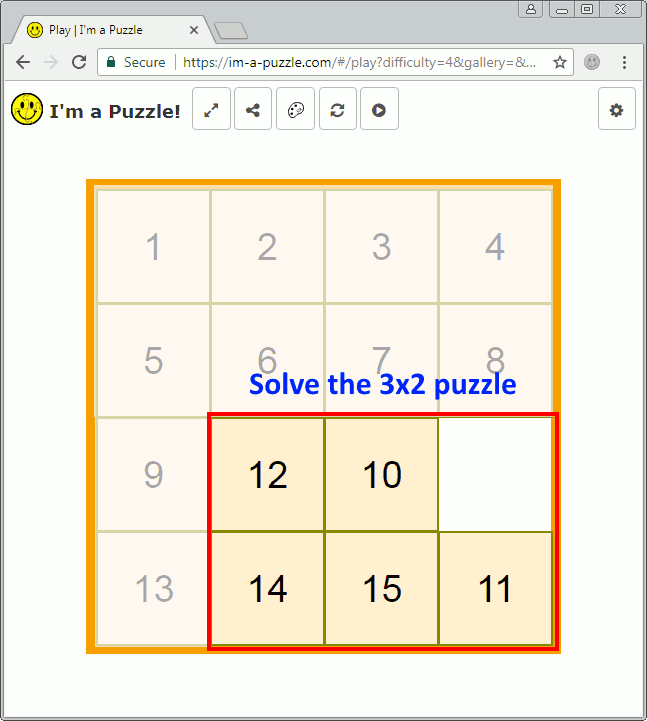 Play | I'm a Puzzle
Secure https://im-a-puzzle.com/#/play?difficulty=4&gallery=&...
I'm a Puzzle!
1 2 3 4
5 6 7 8
Solve the 3x2 puzzle
9 12 10
13 14 15 11